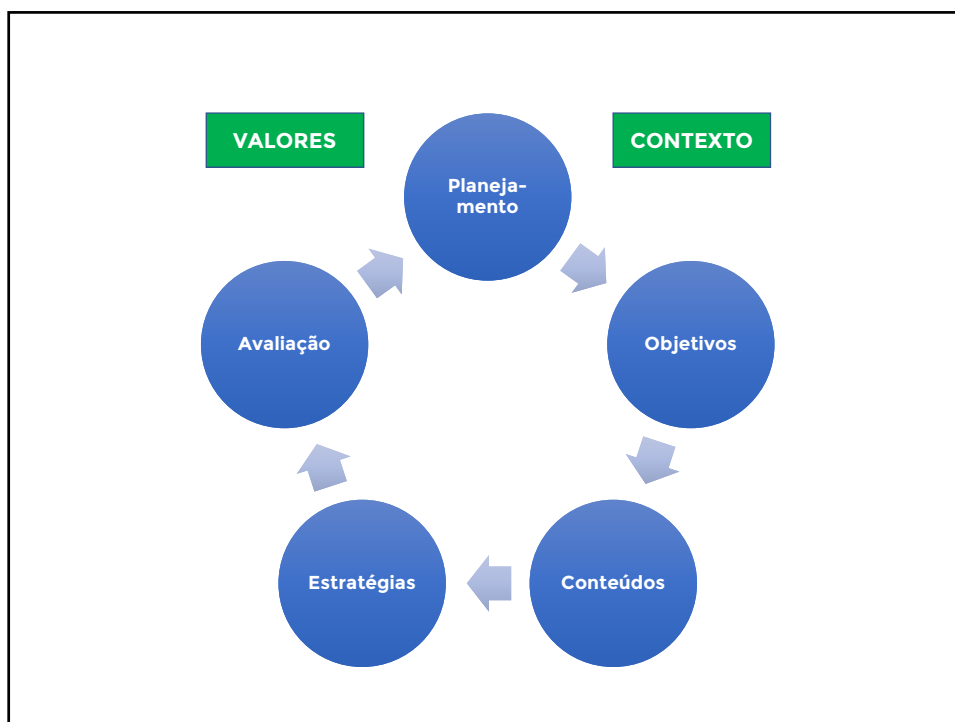 VALORES
CONTEXTO
Planeja-
mento
Avaliação
Objetivos
Estratégias
Conteúdos